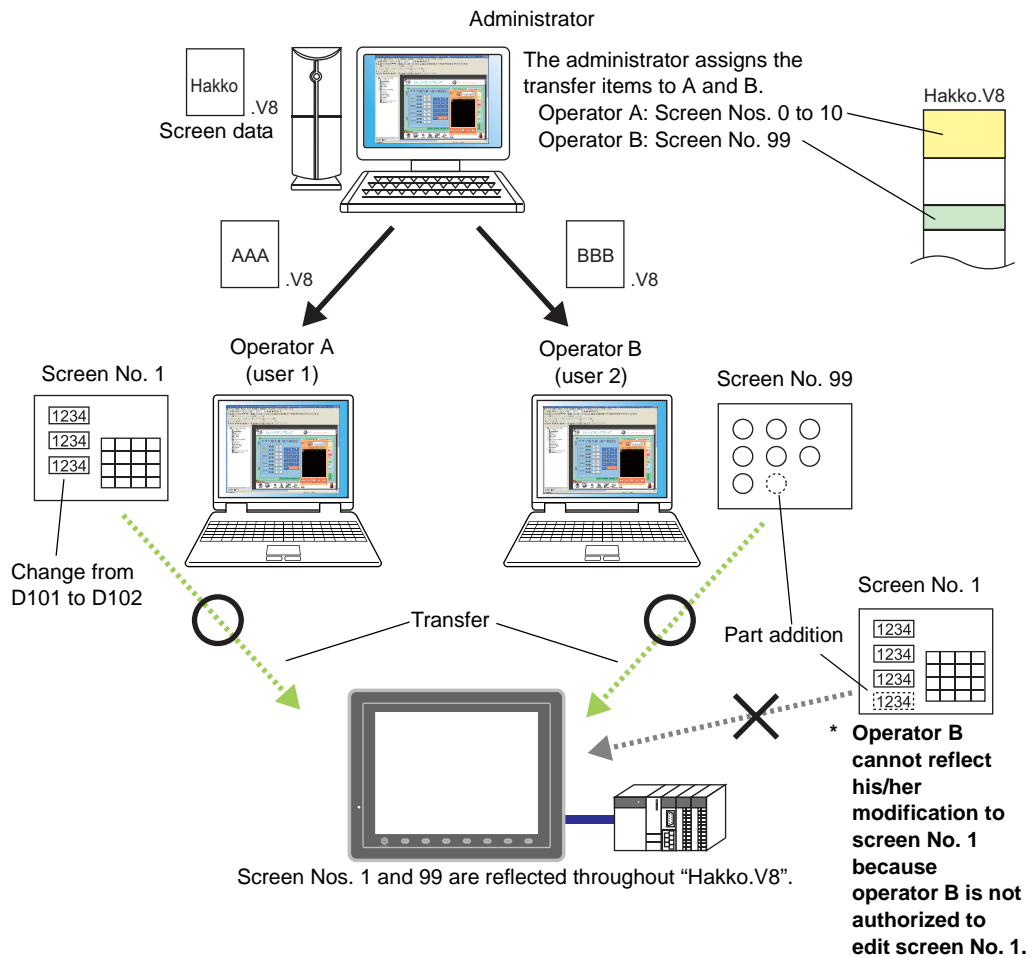 Administrator
Hakko
.V8
Screen data
The administrator assigns the
transfer items to A and B.
Operator A: Screen Nos. 0 to 10
Operator B: Screen No. 99
Hakko.V8
AAA
.V8
BBB
.V8
Operator A
(user 1)
Operator B
(user 2)
Screen No. 1
1234
1234
1234
Screen No. 99
Change from
D101 to D102
Transfer
Part addition
Screen No. 1
1234
1234
1234
1234
* Operator B
cannot reflect
his/her
modification to
screen No. 1
because
operator B is not
authorized to
edit screen No. 1.
Screen Nos. 1 and 99 are reflected throughout “Hakko.V8”.